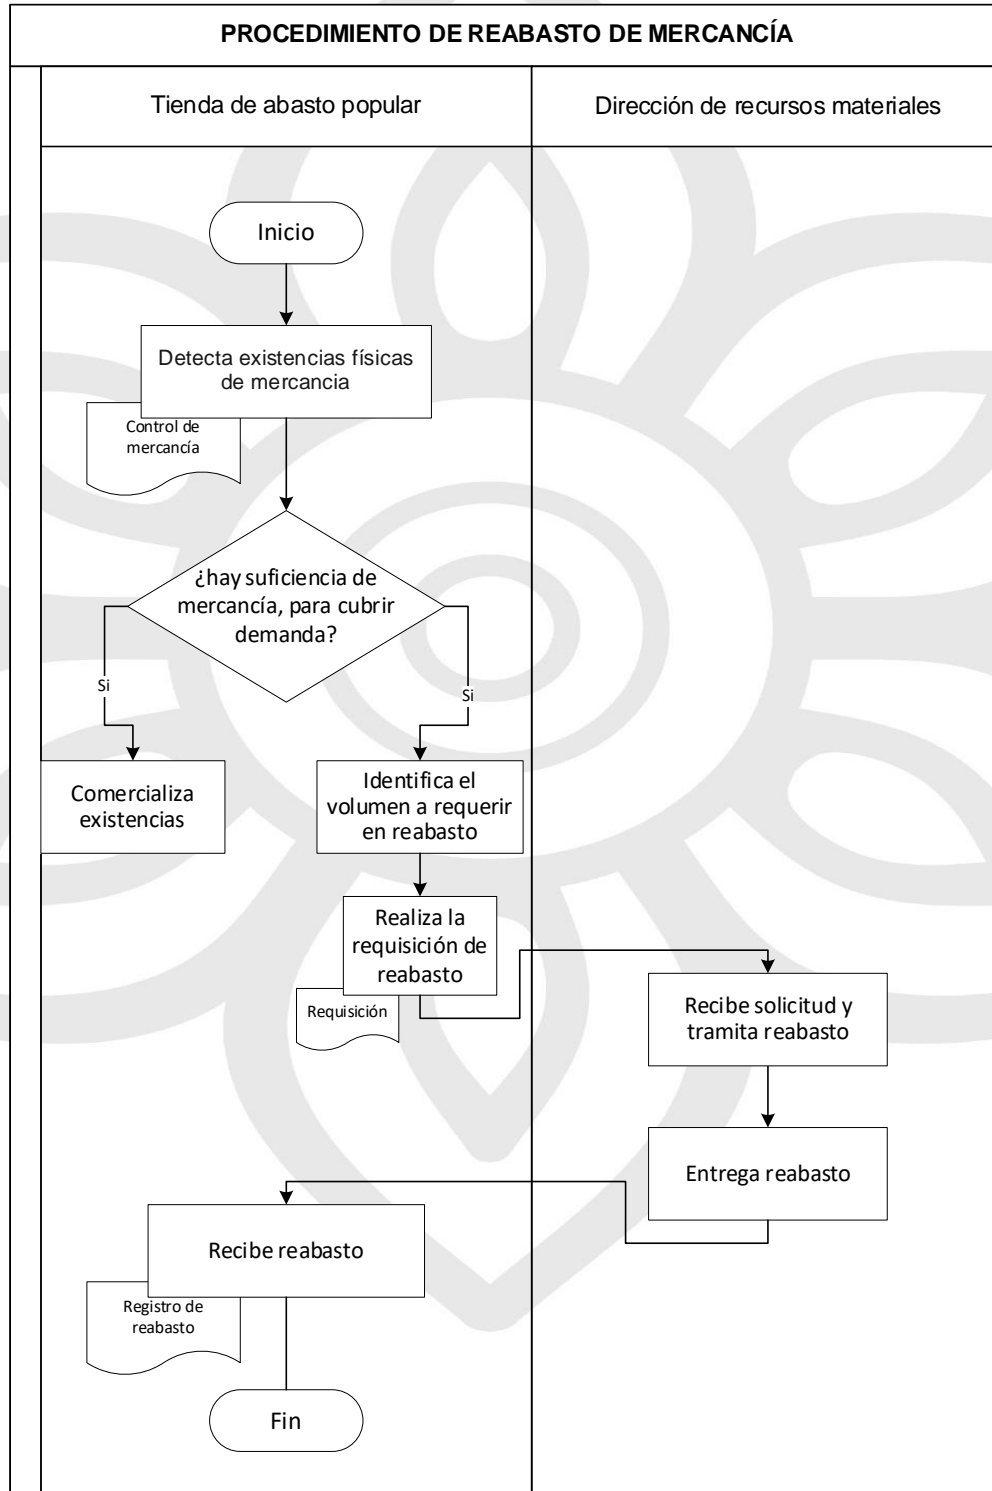 PROCEDIMIENTO DE REABASTO DE MERCANCÍA
Tienda de abasto popular
Dirección de recursos materiales
Inicio
Detecta existencias físicas
de mercancia
Control de
mercancía
¿hay suficiencia de
mercancía, para cubrir
demanda?
Si
Si
Comercializa
existencias
Identifica el
volumen a requerir
en reabasto
Realiza la
requisición de
reabasto
Requisición
Recibe solicitud y
tramita reabasto
Entrega reabasto
Recibe reabasto
Registro de
reabasto
Fin